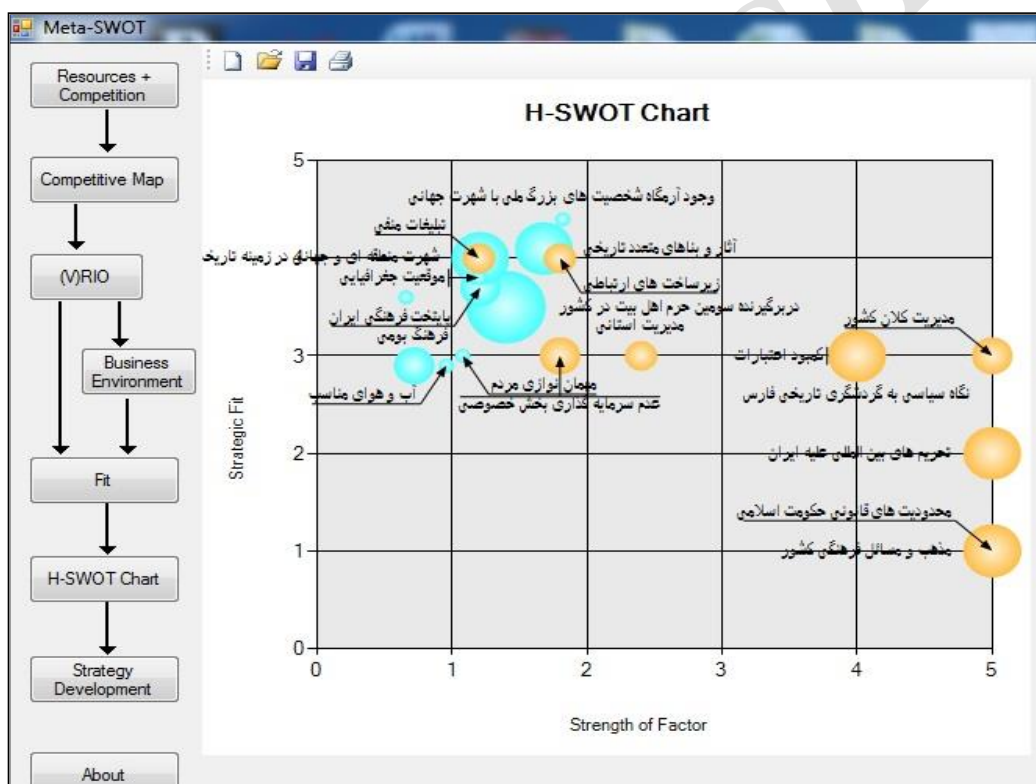 Meta-SWOT
Resources +
Competition
Competitive Map
(V)RIO
Business
Environment
Fit
H-SWOT Chart
Strategy
Development
About
H-SWOT Chart
5
4
3
2
1
0
0
1
2
3
4
5
Strategic Fit
Strength of Factor
وجود آرمگاه شخصیت های بزرگ ملی با شهرت جهانی
تبلیغات منفی
آثار و بناهای متعدد تاریخی
شهرت منطقه ای و جهانی در زمینه تاریخ
موقعیت جغرافیایی
زیرساخت های ارتباطی
دربرگیرنده سومین حرم اهل بیت در کشور
پایتخت فرهنگی ایران
مدیریت استانی
مدیریت کلان کشور
فرهنگ بومی
کمبود اعتبارات
مهمان نوازی مردم
آب و هوای مناسب
عدم سرمایه گذاری بخش خصوصی
نگاه سیاسی به گردشگری تاریخی فارس
تحریم های بین المللی علیه ایران
محدودیت های قانونی حکومت اسلامی
مذهب و مسائل فرهنگی کشور